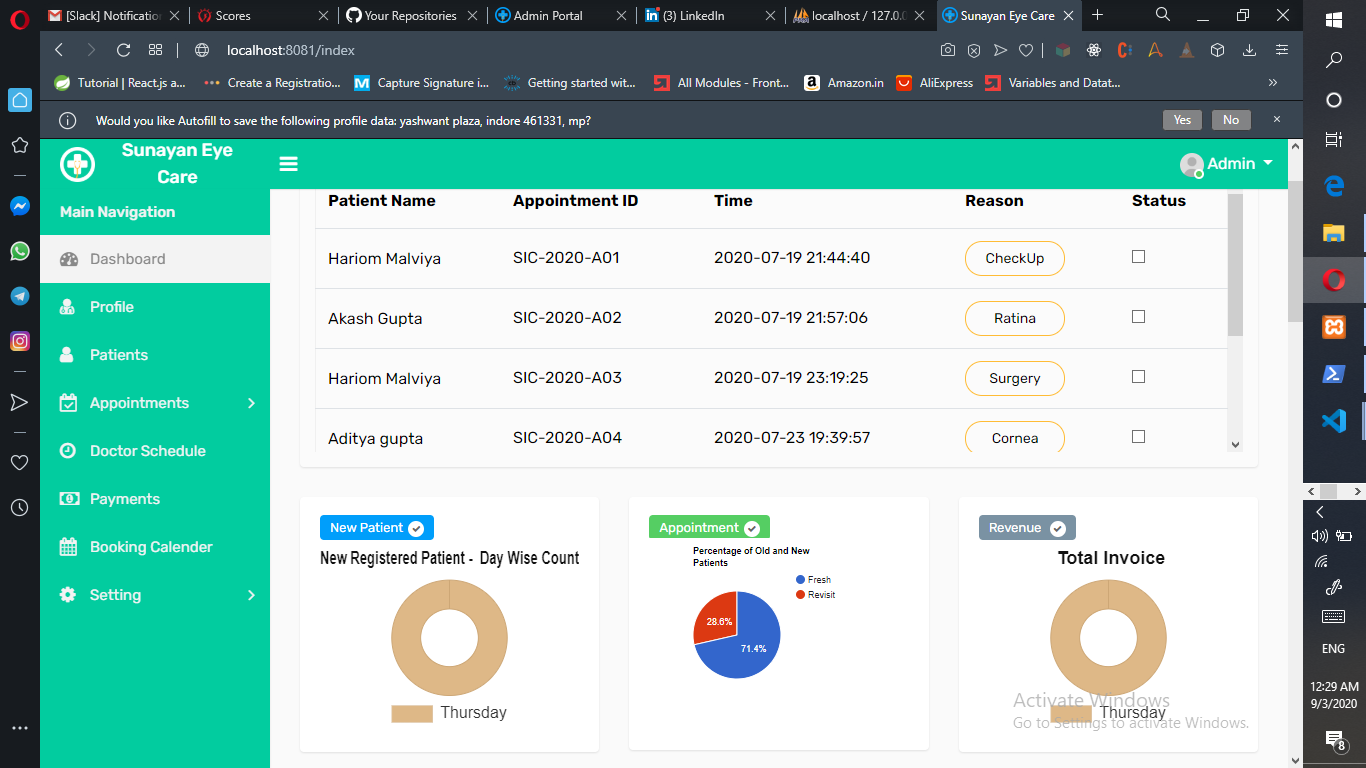 [Slack] Notification
Scores
Your Repositories
Admin Portal
(3) LinkedIn
localhost / 127.0.0
Sunayan Eye Care
localhost:8081/index
Tutorial | React.js a...
Create a Registratio...
Capture Signature i...
Getting started wit...
All Modules - Front...
Amazon.in
AliExpress
Variables and Datat...
Would you like Autofill to save the following profile data: yashwant plaza, indore 461331, mp?
Yes
No
Sunayan Eye
Care
Admin
Main Navigation
Dashboard
Profile
Patients
Appointments
Doctor Schedule
Payments
Booking Calender
Setting
Patient Name Appointment ID Time Reason Status
Hariom Malviya SIC-2020-A01 2020-07-19 21:44:40 CheckUp
Akash Gupta SIC-2020-A02 2020-07-19 21:57:06 Ratina
Hariom Malviya SIC-2020-A03 2020-07-19 23:19:25 Surgery
Aditya gupta SIC-2020-A04 2020-07-23 19:39:57 Cornea
New Patient
New Registered Patient - Day Wise Count
Thursday
Appointment
Percentage of Old and New
Patients
Fresh
Revisit
28.6%
71.4%
Revenue
Total Invoice
Thursday
Activate Windows
Go to Settings to activate Windows.
ENG
12:29 AM
9/3/2020
8